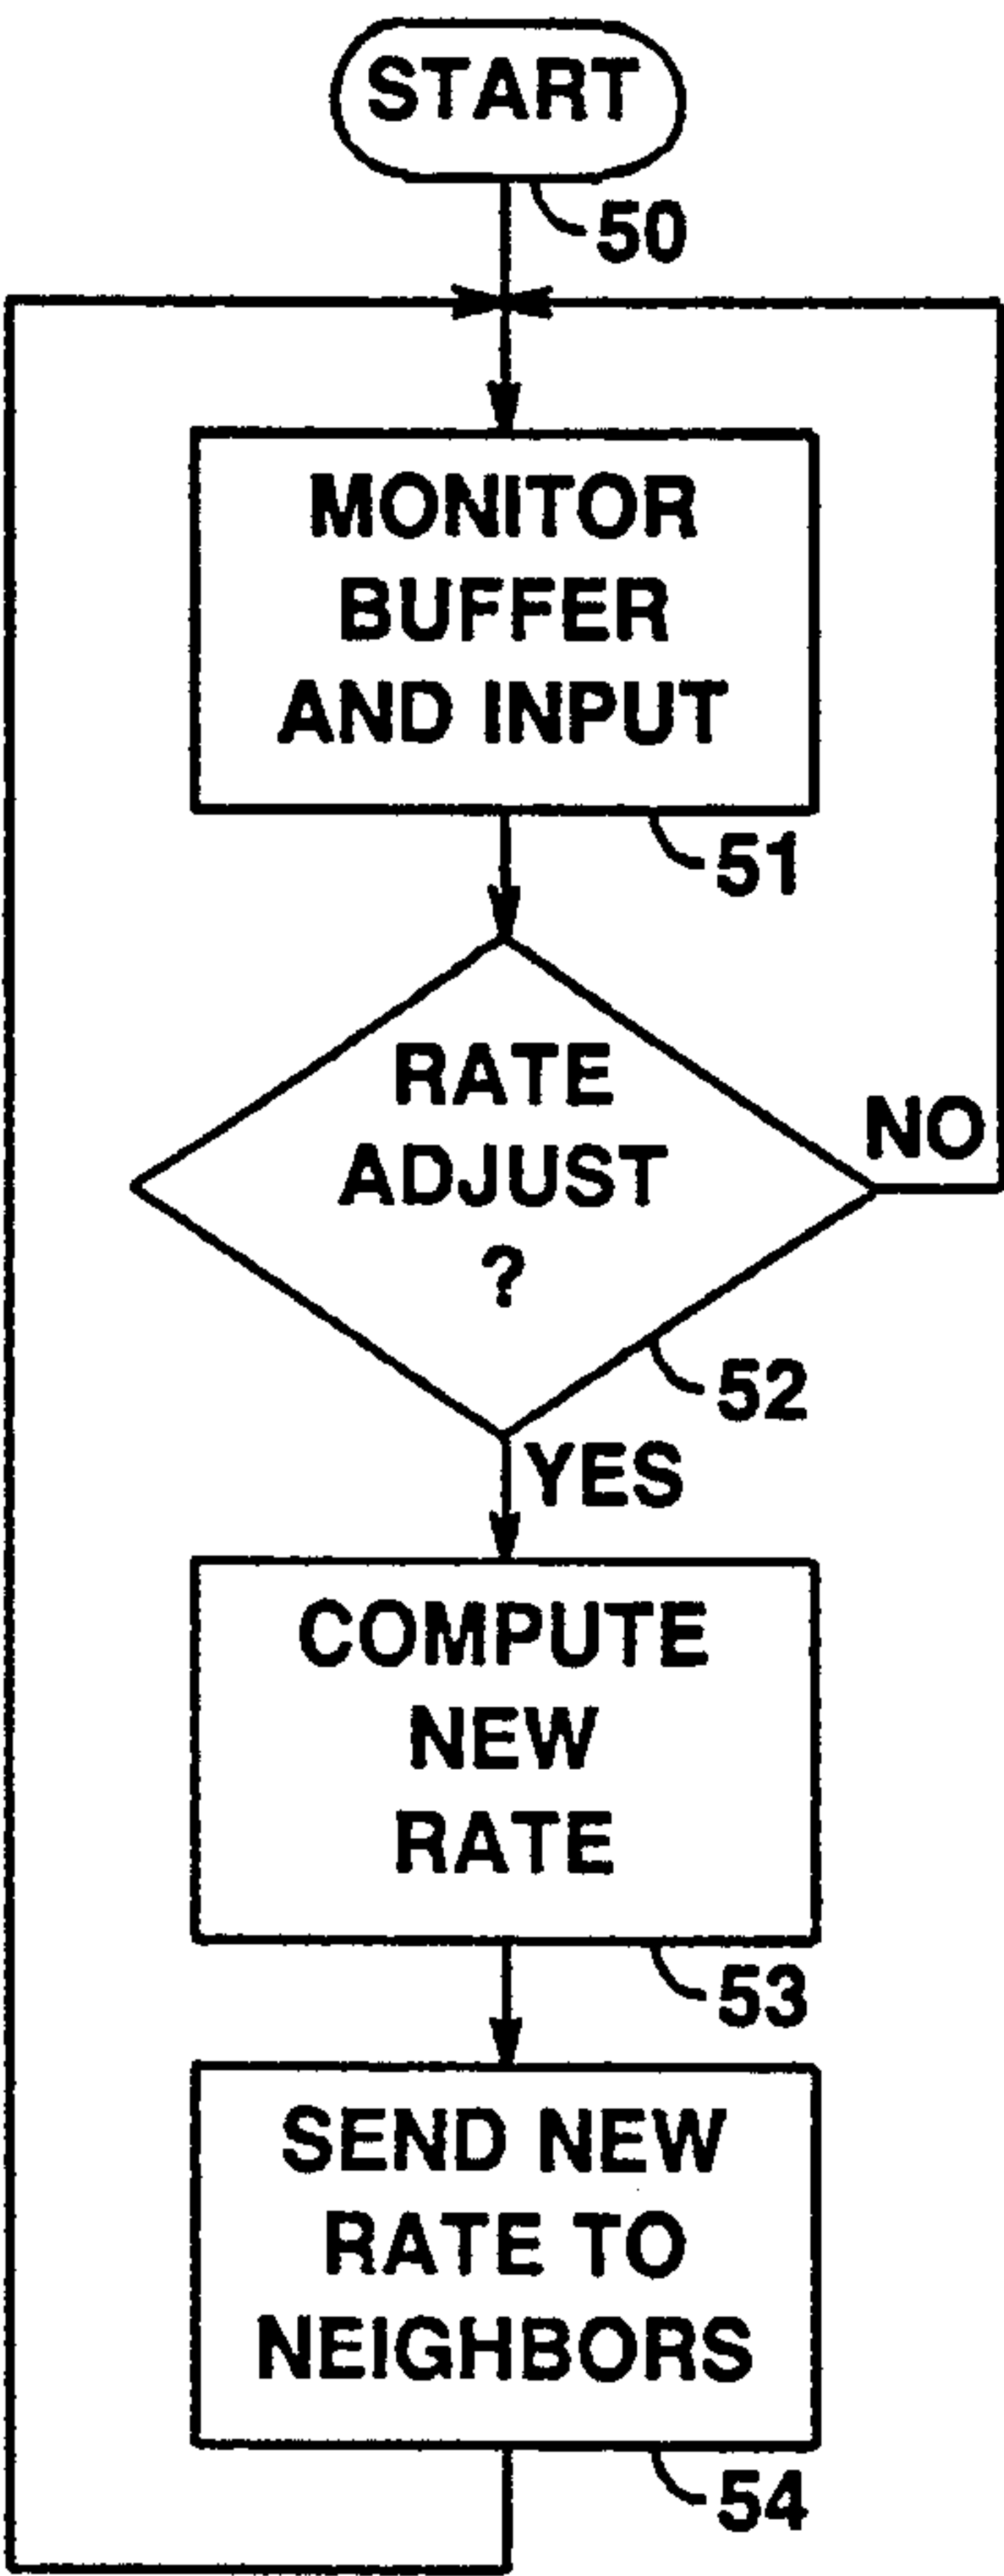 START
50
MONITOR
BUFFER
AND INPUT
51
RATE
ADJUST
?
NO
52
YES
COMPUTE
NEW
RATE
53
SEND NEW
RATE TO
NEIGHBORS
54